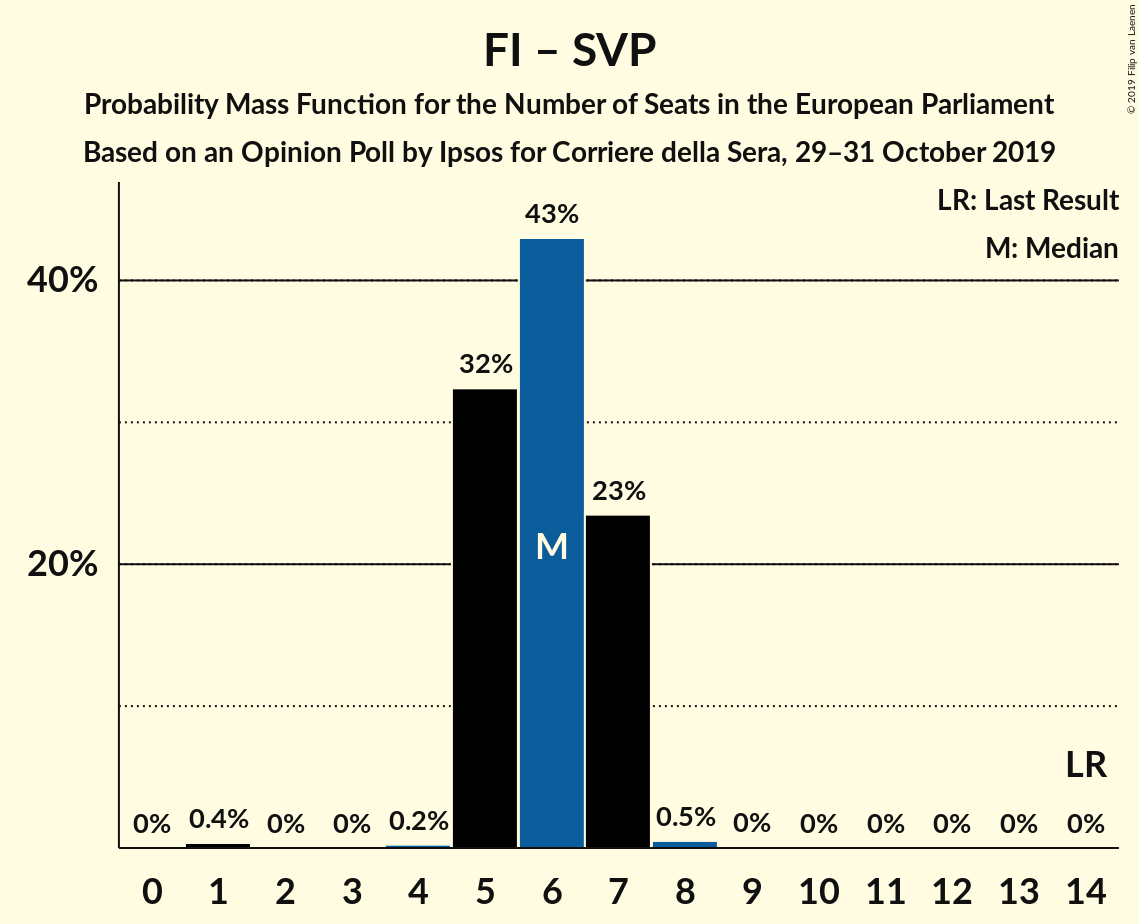 FI – SVP
Probability Mass Function for the Number of Seats in the European Parliament
Based on an Opinion Poll by Ipsos for Corriere della Sera, 29–31 October 2019
© 2019 Filip van Laenen
LR: Last Result
M: Median
43%
40%
32%
23%
M
20%
LR
0% 0.4% 0% 0% 0.2% 0.5% 0% 0% 0% 0% 0% 0%
0 1 2 3 4 5 6 7 8 9 10 11 12 13 14